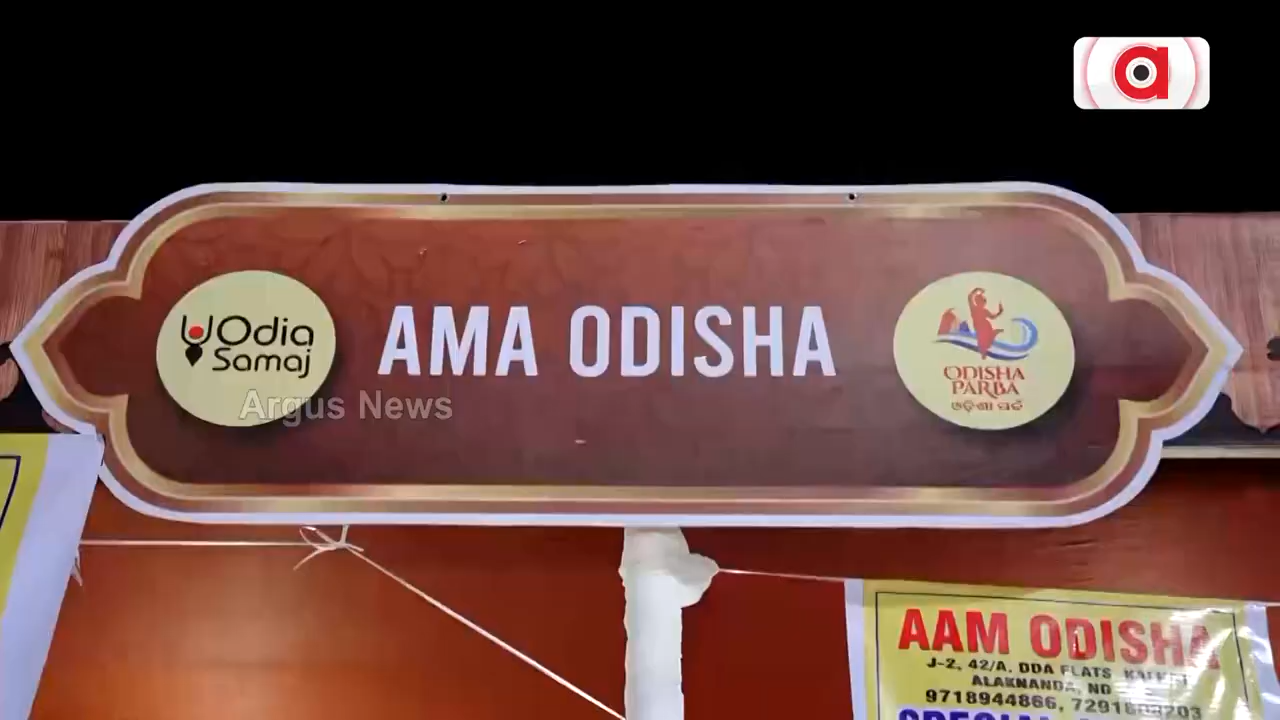 a
Odia
Samaj
AMA ODISHA
ODISHA
PARBA
ଓଡ଼ିଶା ପର୍ବ
Argus News
AAM ODISHA
J-2, 42/A, DDA FLATS
ALAKNANDA, ND
9718944866,